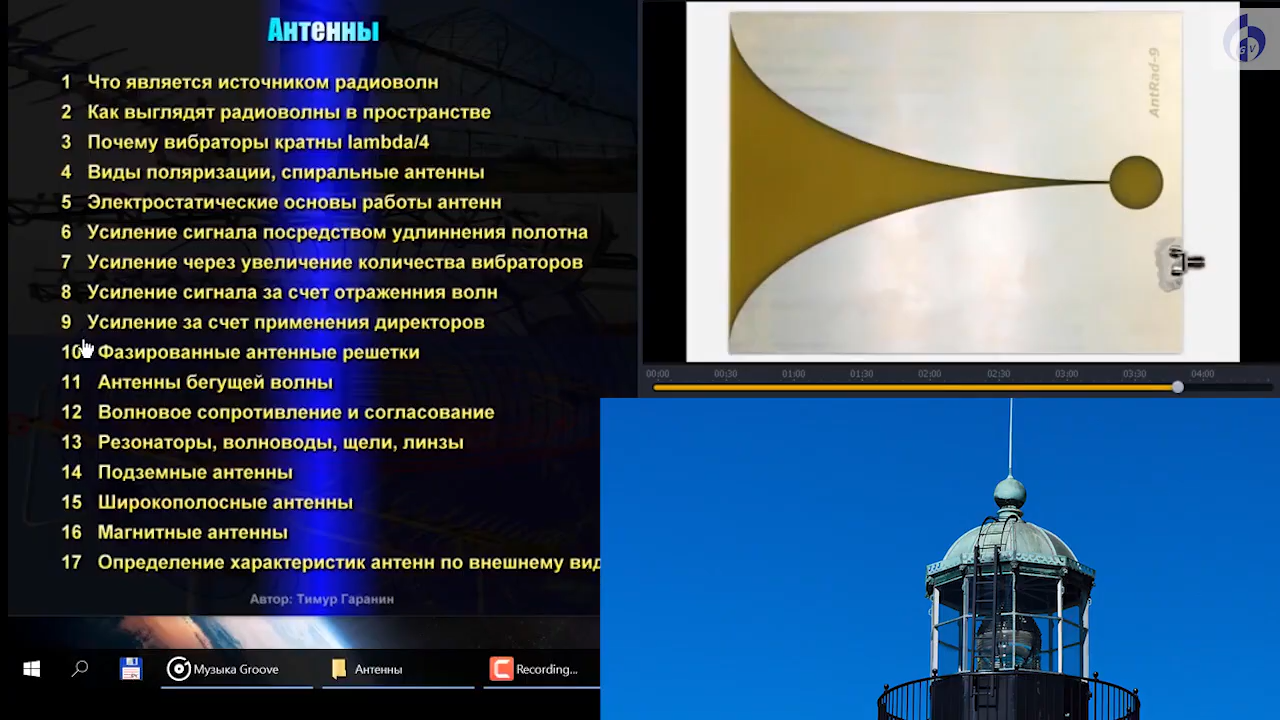 Антенны
1 Что является источником радиоволн
2 Как выглядят радиоволны в пространстве
3 Почему вибраторы кратны lambda/4
4 Виды поляризации, спиральные антенны
5 Электростатические основы работы антенн
6 Усиление сигнала посредством удлиннения полотна
7 Усиление через увеличение количества вибраторов
8 Усиление сигнала за счет отраженния волн
9 Усиление за счет применения директоров
10 Фазированные антенные решетки
11 Антенны бегущей волны
12 Волновое сопротивление и согласование
13 Резонаторы, волноводы, щели, линзы
14 Подземные антенны
15 Широкополосные антенны
16 Магнитные антенны
17 Определение характеристик антенн по внешнему вид
Автор: Тимур Гаранин
Музыка Groove Антенны Recording...
AntRad-9
GV
00:00 00:30 01:00 01:30 02:00 02:30 03:00 03:30 04:00